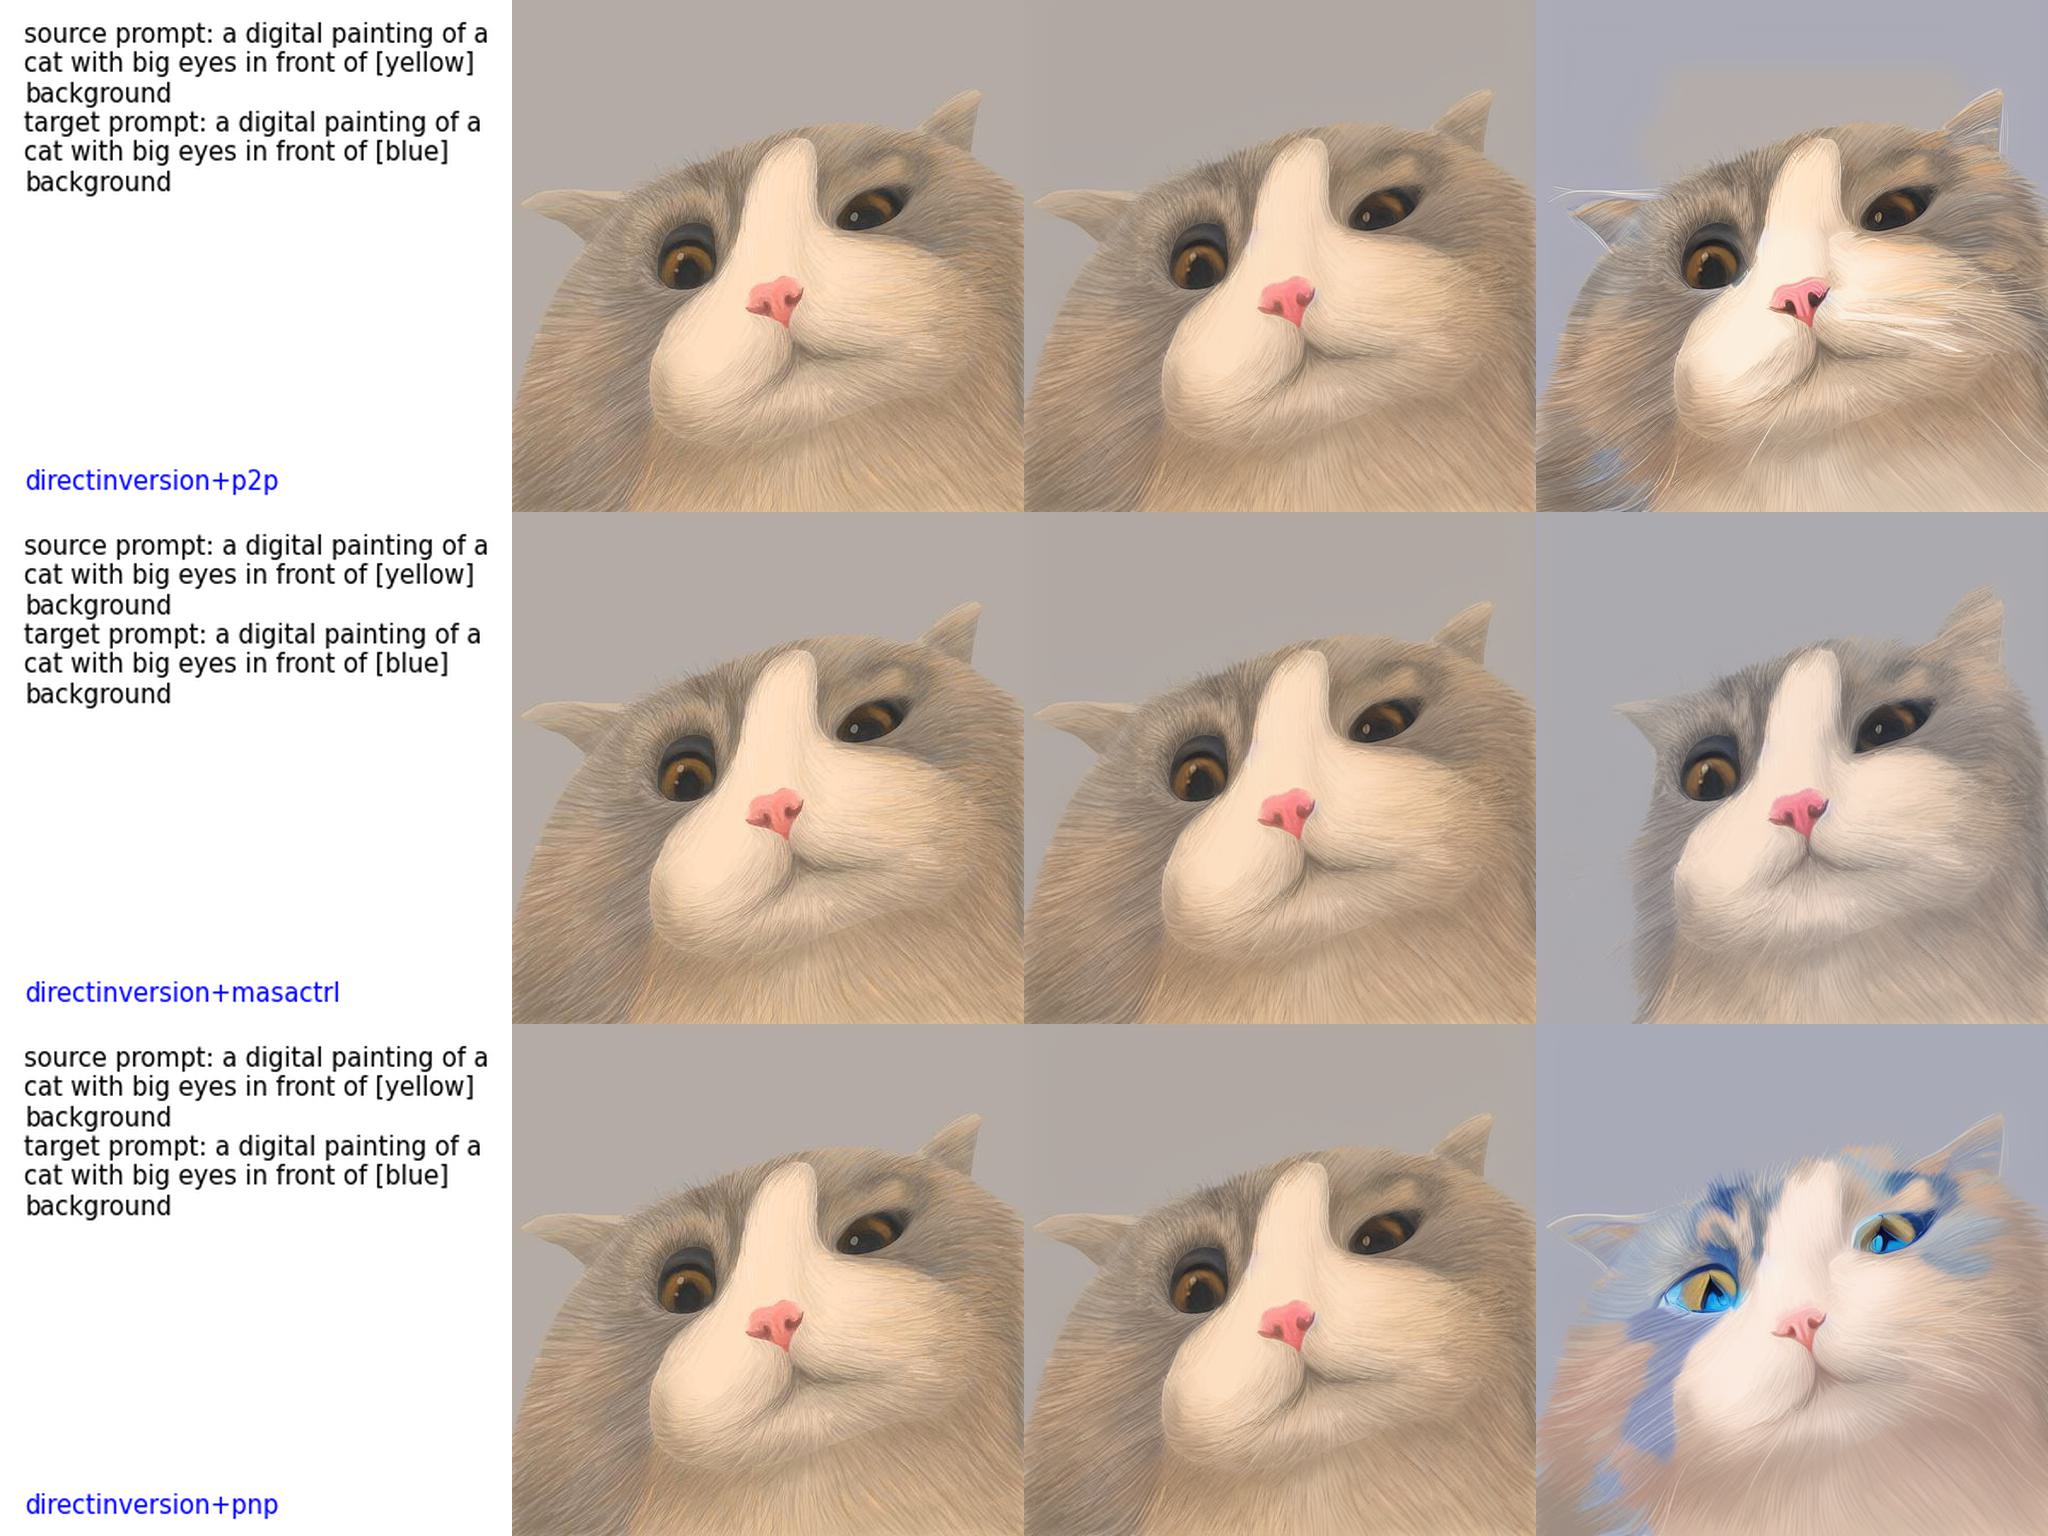 source prompt: a digital painting of a
cat with big eyes in front of [yellow]
background
target prompt: a digital painting of a
cat with big eyes in front of [blue]
background
directinversion+p2p
source prompt: a digital painting of a
cat with big eyes in front of [yellow]
background
target prompt: a digital painting of a
cat with big eyes in front of [blue]
background
directinversion+masactrl
source prompt: a digital painting of a
cat with big eyes in front of [yellow]
background
target prompt: a digital painting of a
cat with big eyes in front of [blue]
background
directinversion+pnp